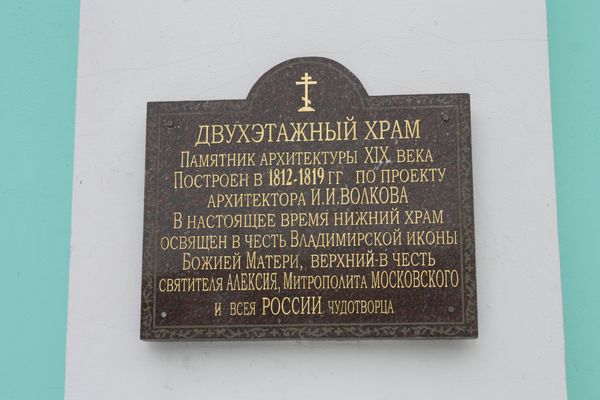 ДВУХЭТАЖНЫЙ ХРАМ
ПАМЯТНИК АРХИТЕКТУРЫ XIX ВЕКА
ПОСТРОЕН В 1812-1819 ГГ ПО ПРОЕКТУ
АРХИТЕКТОРА И.И.ВОЛКОВА
В НАСТОЯЩЕЕ ВРЕМЯ НИЖНИЙ ХРАМ
ОСВЯЩЕН В ЧЕСТЬ ВЛАДИМИРСКОЙ ИКОНЫ
БОЖИЕЙ МАТЕРИ, ВЕРХНИЙ-В ЧЕСТЬ
СВЯТИТЕЛЯ АЛЕКСИЯ, МИТРОПОЛИТА МОСКОВСКОГО
И ВСЕЯ РОССИИ ЧУДОТВОРЦА